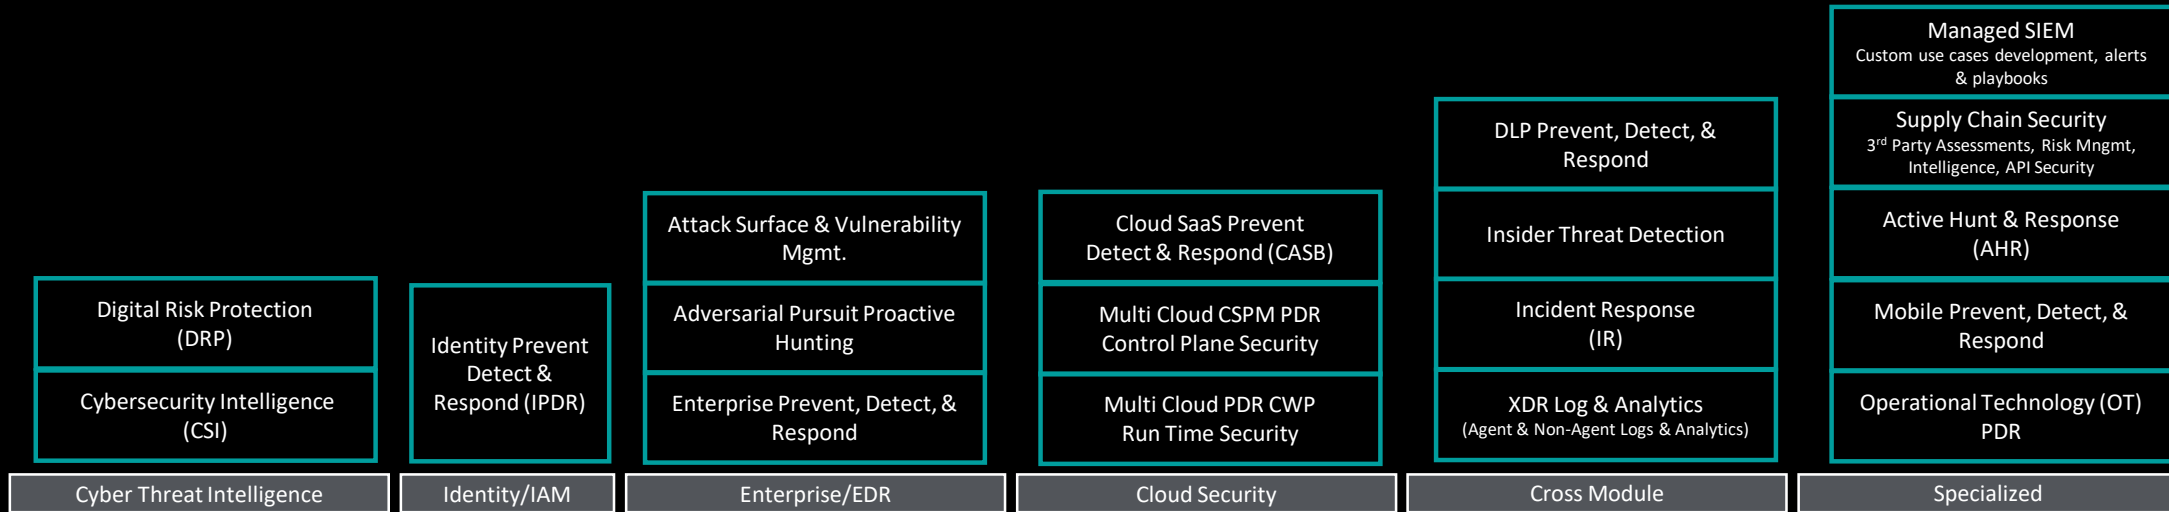 Digital Risk Protection
(DRP)
Cybersecurity Intelligence
(CSI)
Cyber Threat Intelligence
Identity Prevent
Detect &
Respond (IPDR)
Identity/IAM
Attack Surface & Vulnerability
Mgmt.
Adversarial Pursuit Proactive
Hunting
Enterprise Prevent, Detect, &
Respond
Enterprise/EDR
Cloud SaaS Prevent
Detect & Respond (CASB)
Multi Cloud CSPM PDR
Control Plane Security
Multi Cloud PDR CWP
Run Time Security
Cloud Security
DLP Prevent, Detect, &
Respond
Insider Threat Detection
Incident Response
(IR)
XDR Log & Analytics
(Agent & Non-Agent Logs & Analytics)
Cross Module
Managed SIEM
Custom use cases development, alerts
& playbooks
Supply Chain Security
3rd Party Assessments, Risk Mngmt,
Intelligence, API Security
Active Hunt & Response
(AHR)
Mobile Prevent, Detect, &
Respond
Operational Technology (OT)
PDR
Specialized